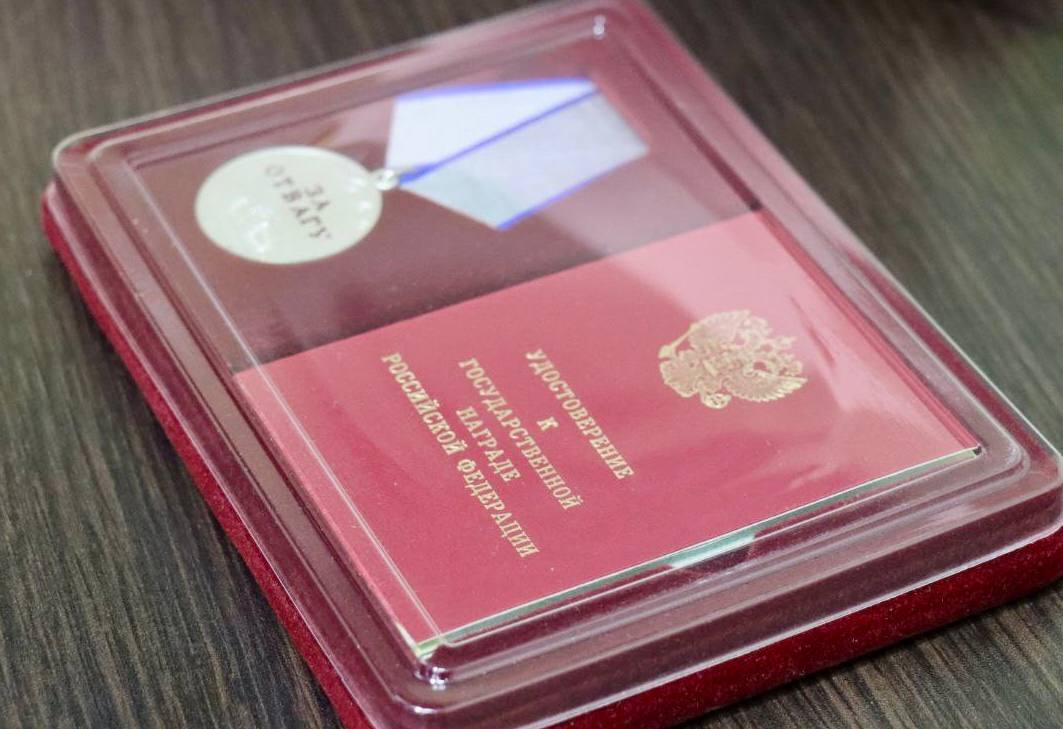 ЗА
ОТВАГУ
УДОСТОВЕРЕНИЕ
К
ГОСУДАРСТВЕННОЙ
НАГРАДЕ
РОССИЙСКОЙ ФЕДЕРАЦИИ